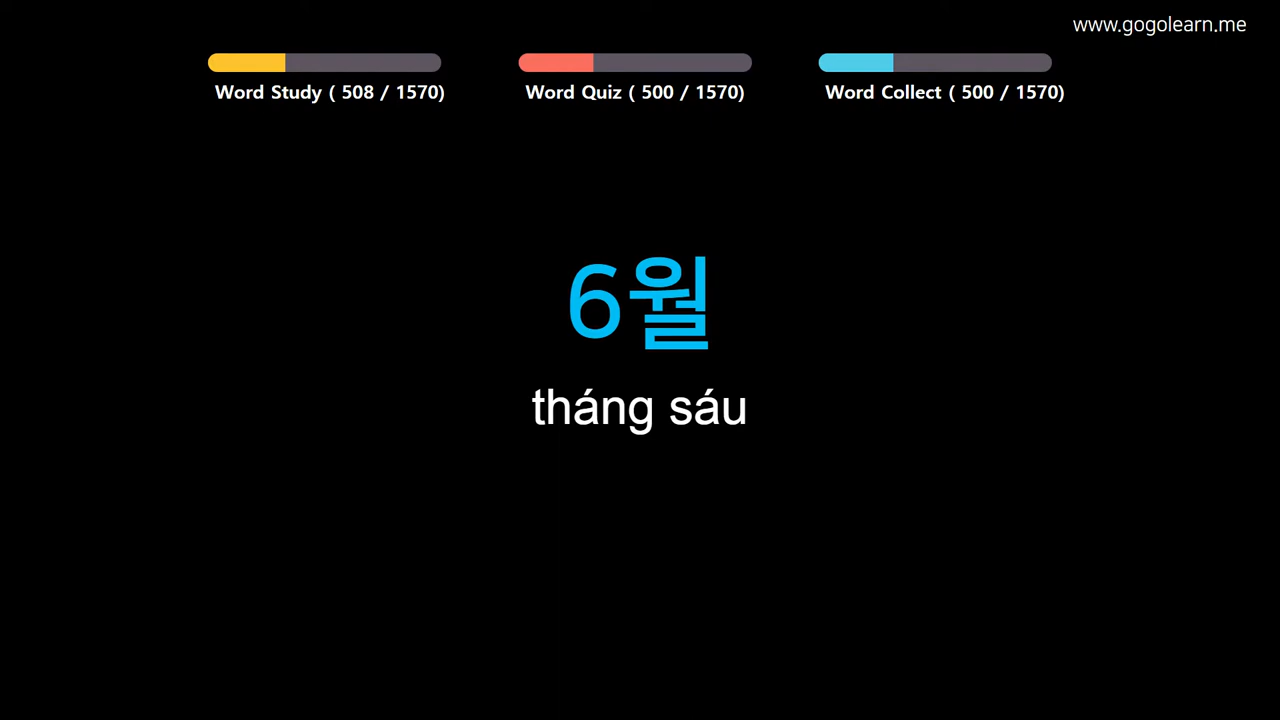 www.gogolearn.me
Word Study ( 508 / 1570)
Word Quiz ( 500 / 1570)
Word Collect ( 500 / 1570)
6월
tháng sáu